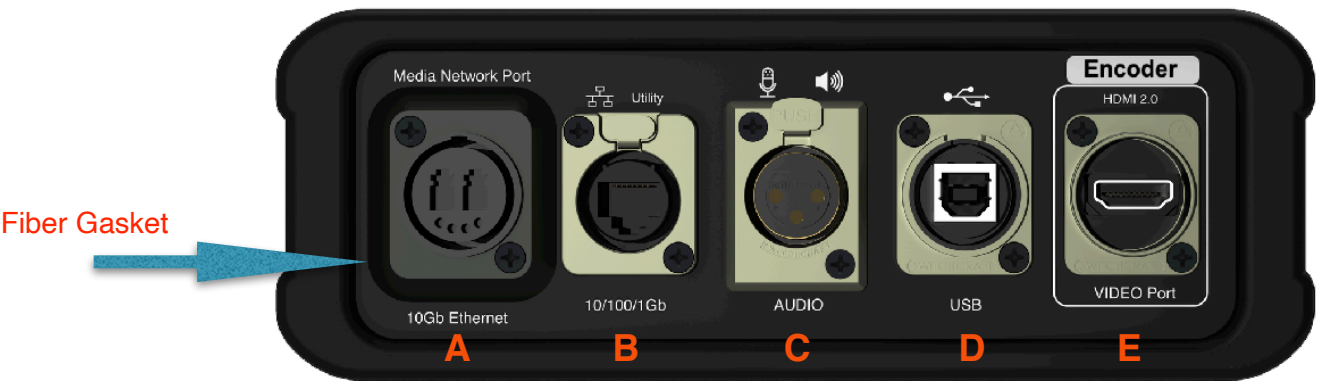 Encoder
Media Network Port
Utility
HDMI 2.0
PUSH
Fiber Gasket
10Gb Ethernet
10/100/1Gb
AUDIO
USB
VIDEO Port
A
B
C
D
E